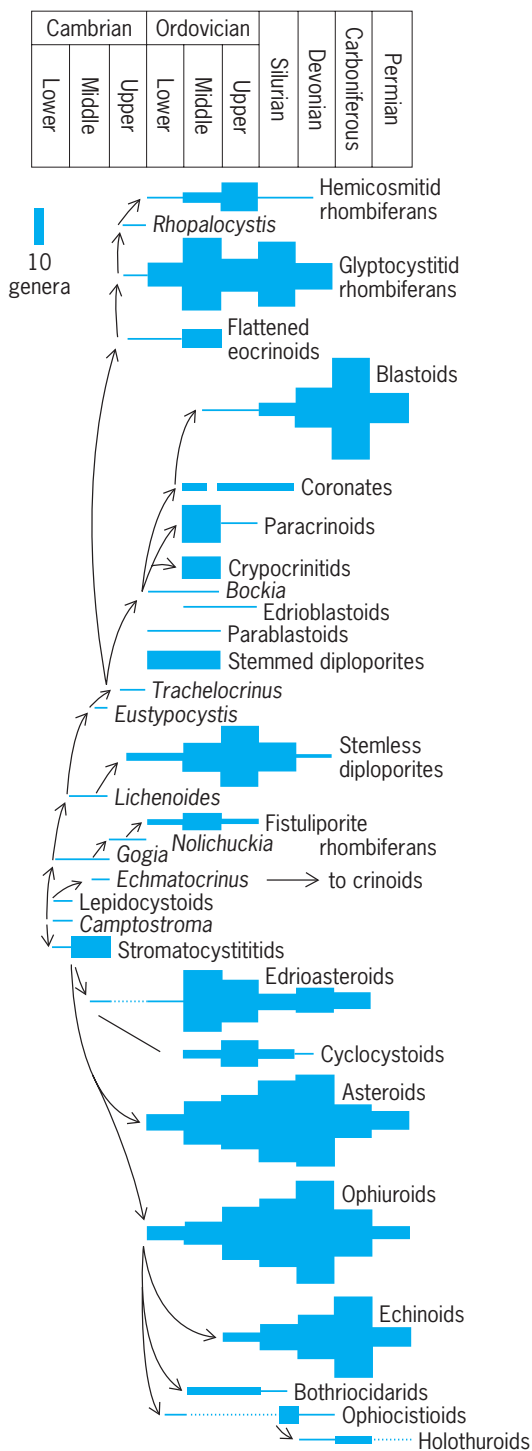 Cambrian
Ordovician
Lower
Middle
Upper
Lower
Middle
Upper
Silurian
Devonian
Carboniferous
Permian
10
genera
Hemicosmitid
rhombiferans
Rhopalocystis
Glyptocystitid
rhombiferans
Flattened
eocrinoids
Blastoids
Coronates
Paracrinoids
Crypocrinitids
Bockia
Edrioblastoids
Parablastoids
Stemmed diploporites
Trachelocrinus
Eustypocystis
Stemless
diploporites
Lichenoides
Fistuliporite
rhombiferans
Nolichuckia
Gogia
Echmatocrinus
to crinoids
Lepidocystoids
Camptostroma
Stromatocystititids
Edrioasteroids
Cyclocystoids
Asteroids
Ophiuroids
Echinoids
Bothriocidarids
Ophiocistioids
Holothuroids